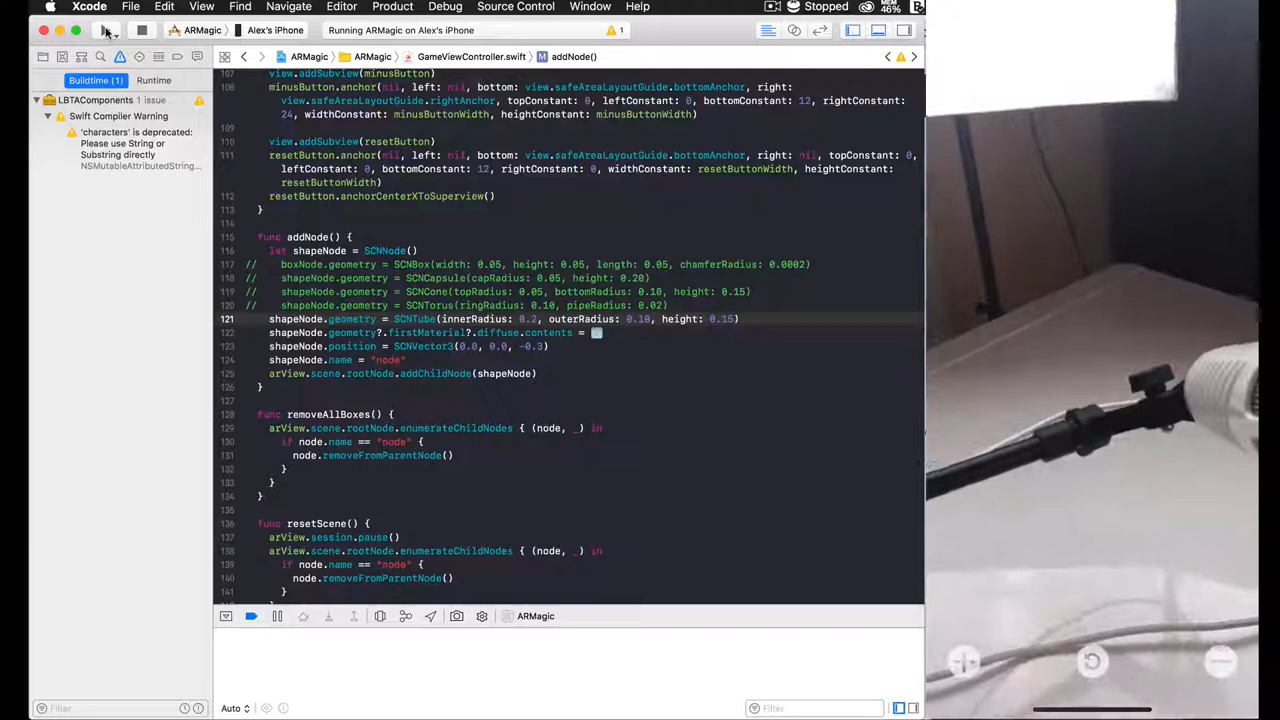 Xcode File Edit View Find Navigate Editor Product Debug Source Control Window Help Stopped MEM 46%
ARMagic Alex's iPhone Running ARMagic on Alex's iPhone 1
ARMagic ARMagic GameViewController.swift M addNode()
Buildtime (1) Runtime
LBTAComponents 1 issue
Swift Compiler Warning
'characters' is deprecated:
Please use String or
Substring directly
NSMutableAttributedString...
107 view.addSubview(minusButton)
108 minusButton.anchor(nil, left: nil, bottom: view.safeAreaLayoutGuide.bottomAnchor, right:
view.safeAreaLayoutGuide.rightAnchor, topConstant: 0, leftConstant: 0, bottomConstant: 12, rightConstant:
24, widthConstant: minusButtonWidth, heightConstant: minusButtonWidth)
109
110 view.addSubview(resetButton)
111 resetButton.anchor(nil, left: nil, bottom: view.safeAreaLayoutGuide.bottomAnchor, right: nil, topConstant: 0,
leftConstant: 0, bottomConstant: 12, rightConstant: 0, widthConstant: resetButtonWidth, heightConstant:
resetButtonWidth)
112 resetButton.anchorCenterXToSuperview()
113 }
114
115 func addNode() {
116 let shapeNode = SCNNode()
117 // boxNode.geometry = SCNBox(width: 0.05, height: 0.05, length: 0.05, chamferRadius: 0.0002)
118 // shapeNode.geometry = SCNCapsule(capRadius: 0.05, height: 0.20)
119 // shapeNode.geometry = SCNCone(topRadius: 0.05, bottomRadius: 0.10, height: 0.15)
120 // shapeNode.geometry = SCNTorus(ringRadius: 0.10, pipeRadius: 0.02)
121 shapeNode.geometry = SCNTube(innerRadius: 0.2, outerRadius: 0.10, height: 0.15)
122 shapeNode.geometry?.firstMaterial?.diffuse.contents =
123 shapeNode.position = SCNVector3(0.0, 0.0, -0.3)
124 shapeNode.name = "node"
125 arView.scene.rootNode.addChildNode(shapeNode)
126 }
127
128 func removeAllBoxes() {
129 arView.scene.rootNode.enumerateChildNodes { (node, _) in
130 if node.name == "node" {
131 node.removeFromParentNode()
132 }
133 }
134 }
135
136 func resetScene() {
137 arView.session.pause()
138 arView.scene.rootNode.enumerateChildNodes { (node, _) in
139 if node.name == "node" {
140 node.removeFromParentNode()
141 }
ARMagic
Filter Auto Filter